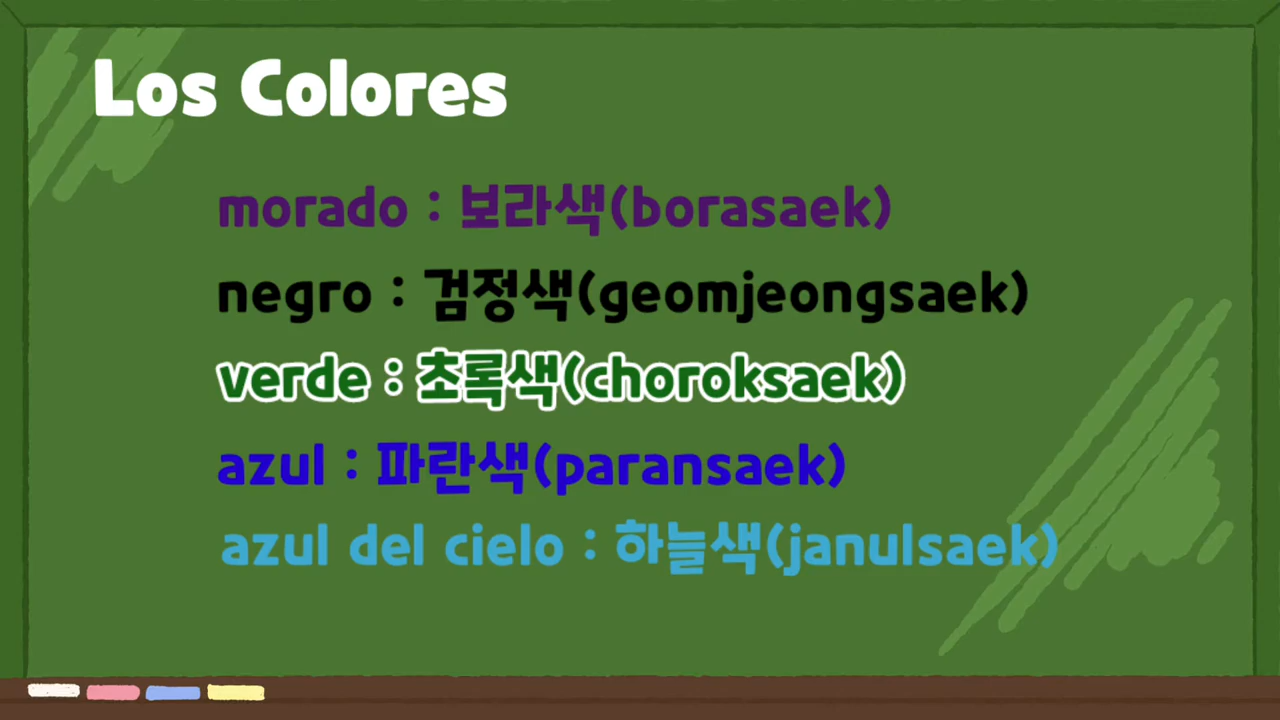 Los Colores
morado : 보라색(borasaek)
negro : 검정색(geomjeongsaek)
verde : 초록색(choroksaek)
azul : 파란색(paransaek)
azul del cielo : 하늘색(janulsaek)